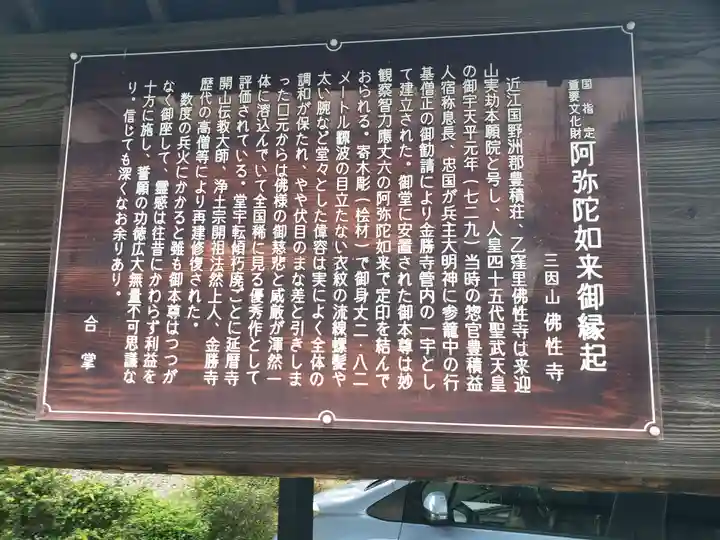 国指定
重要文化財
阿弥陀如来御縁起
三因山 佛性寺
近江国野洲郡豊積荘、乙窪里佛性寺は来迎
山実劫本願院と号し、人皇四十五代聖武天皇
の御宇天平元年（七二九）当時の惣官豊積益
人宿称息長、忠国が兵主大明神に参籠中の行
基僧正の御勧請により金勝寺管内の一宇とし
て建立された。御堂に安置された御本尊は妙
観察智力應丈六の阿弥陀如来で定印を結んで
おられる。寄木彫（桧材）で御身丈二・八二
メートル飜波の目立たない衣紋の流線螺髪や
太い腕など堂々とした偉容は実によく全体の
調和が保たれ、やや伏目のまな差と引きしま
った口元からは佛様の御慈悲と威厳が渾然一
体に溶込んでいて全国稀に見る優秀作として
評価されている。堂宇転傾朽廃ごとに延暦寺
開山伝教大師、浄土宗開祖法然上人、金勝寺
歴代の高僧等により再建修復された。
数度の兵火にかかると雖も御本尊はつつが
なく御座して、霊感は往昔にかわらず利益を
十方に施し、誓願の功徳広大無量不可思議な
り。信じても深くなお余りあり。
合掌